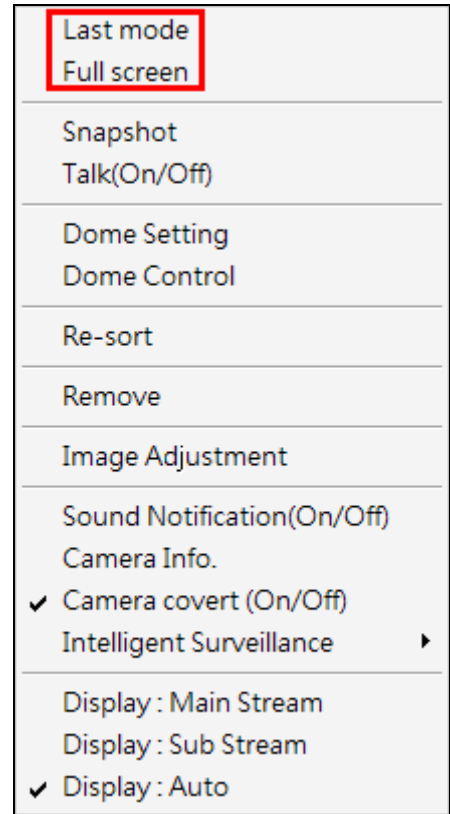 Last mode
Full screen
Snapshot
Talk(On/Off)
Dome Setting
Dome Control
Re-sort
Remove
Image Adjustment
Sound Notification(On/Off)
Camera Info.
Camera covert (On/Off)
Intelligent Surveillance
Display : Main Stream
Display : Sub Stream
Display : Auto